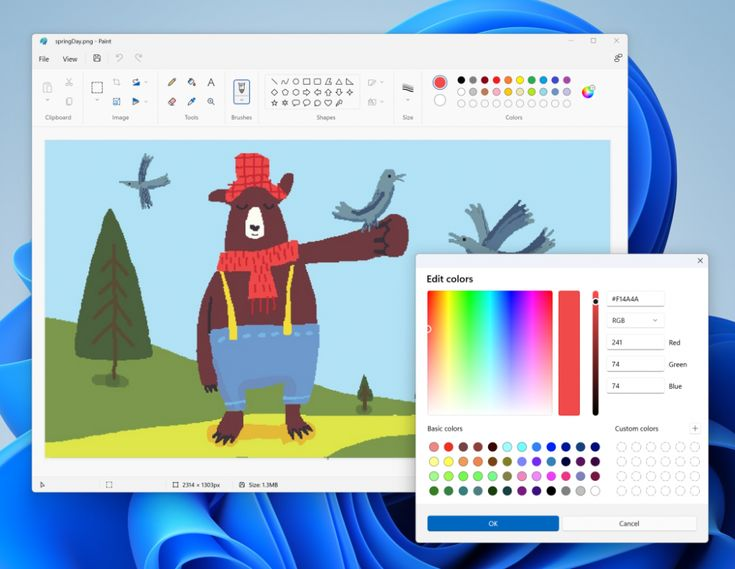 springDay.png - Paint
File View
Clipboard Image Tools Brushes Shapes Size Colors
A
2314 × 1303px Size: 1.3MB
Edit colors
#F14A4A
RGB
241 Red
74 Green
74 Blue
Basic colors Custom colors
OK Cancel